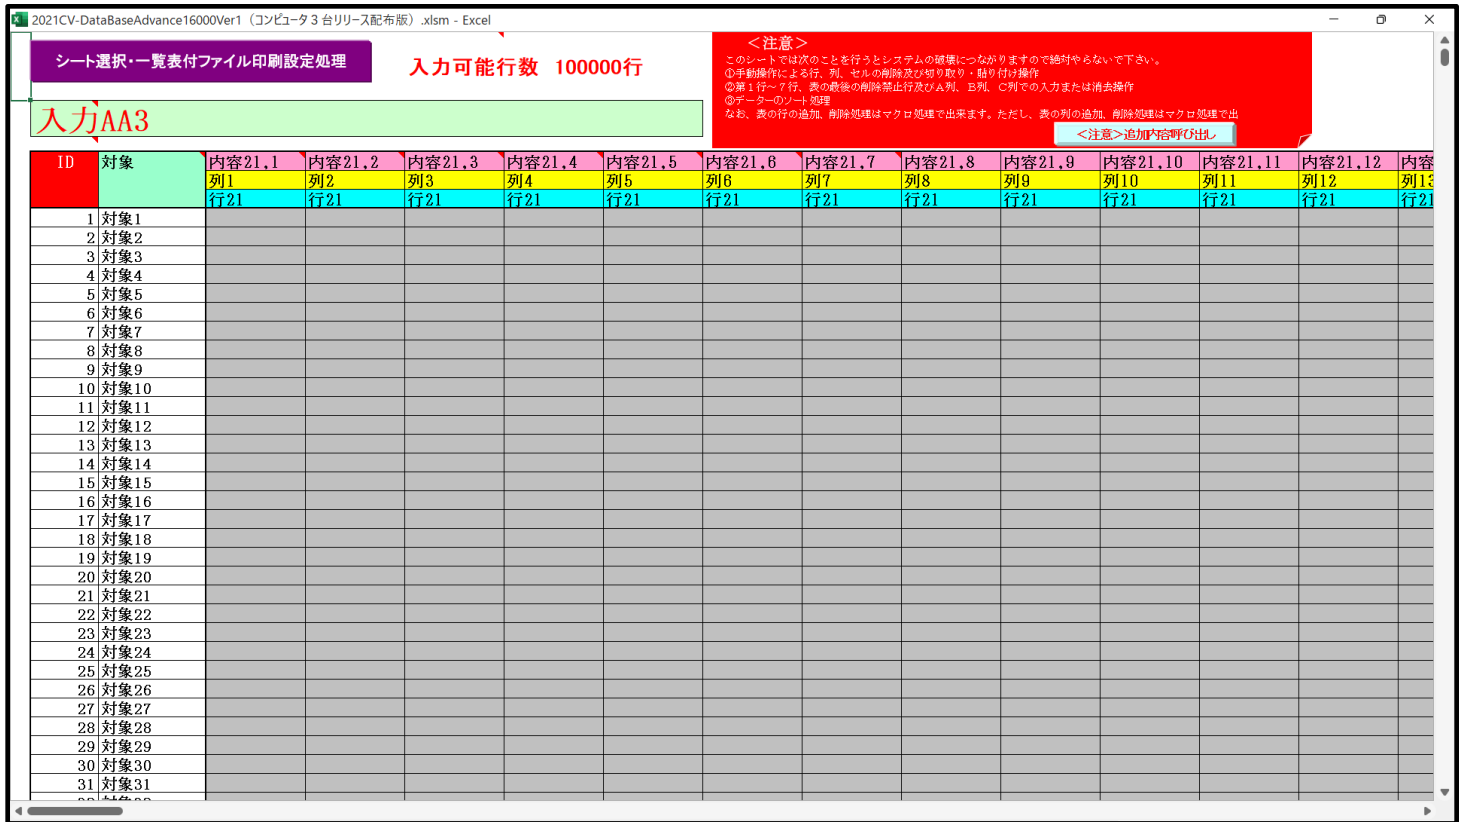 2021CV-DataBaseAdvance16000Ver1（コンピュータ３台リリース配布版）.xlsm - Excel
シート選択・一覧表付ファイル印刷設定処理
入力可能行数 100000行
＜注意＞
このシートでは次のことを行うとシステムの破壊につながりますので絶対やらないで下さい。
①手動操作による行、列、セルの削除及び切り取り・貼り付け操作
②第１行～７行、表の最後の削除禁止行及びA列、B列、C列での入力または消去操作
③データーのソート処理
なお、表の行の追加、削除処理はマクロ処理で出来ます。ただし、表の列の追加、削除処理はマクロ処理で出
＜注意＞追加内容呼び出し
入力AA3
ID 対象 内容21,1 内容21,2 内容21,3 内容21,4 内容21,5 内容21,6 内容21,7 内容21,8 内容21,9 内容21,10 内容21,11 内容21,12 内容
列1 列2 列3 列4 列5 列6 列7 列8 列9 列10 列11 列12 列13
行21 行21 行21 行21 行21 行21 行21 行21 行21 行21 行21 行21 行21
1 対象1
2 対象2
3 対象3
4 対象4
5 対象5
6 対象6
7 対象7
8 対象8
9 対象9
10 対象10
11 対象11
12 対象12
13 対象13
14 対象14
15 対象15
16 対象16
17 対象17
18 対象18
19 対象19
20 対象20
21 対象21
22 対象22
23 対象23
24 対象24
25 対象25
26 対象26
27 対象27
28 対象28
29 対象29
30 対象30
31 対象31